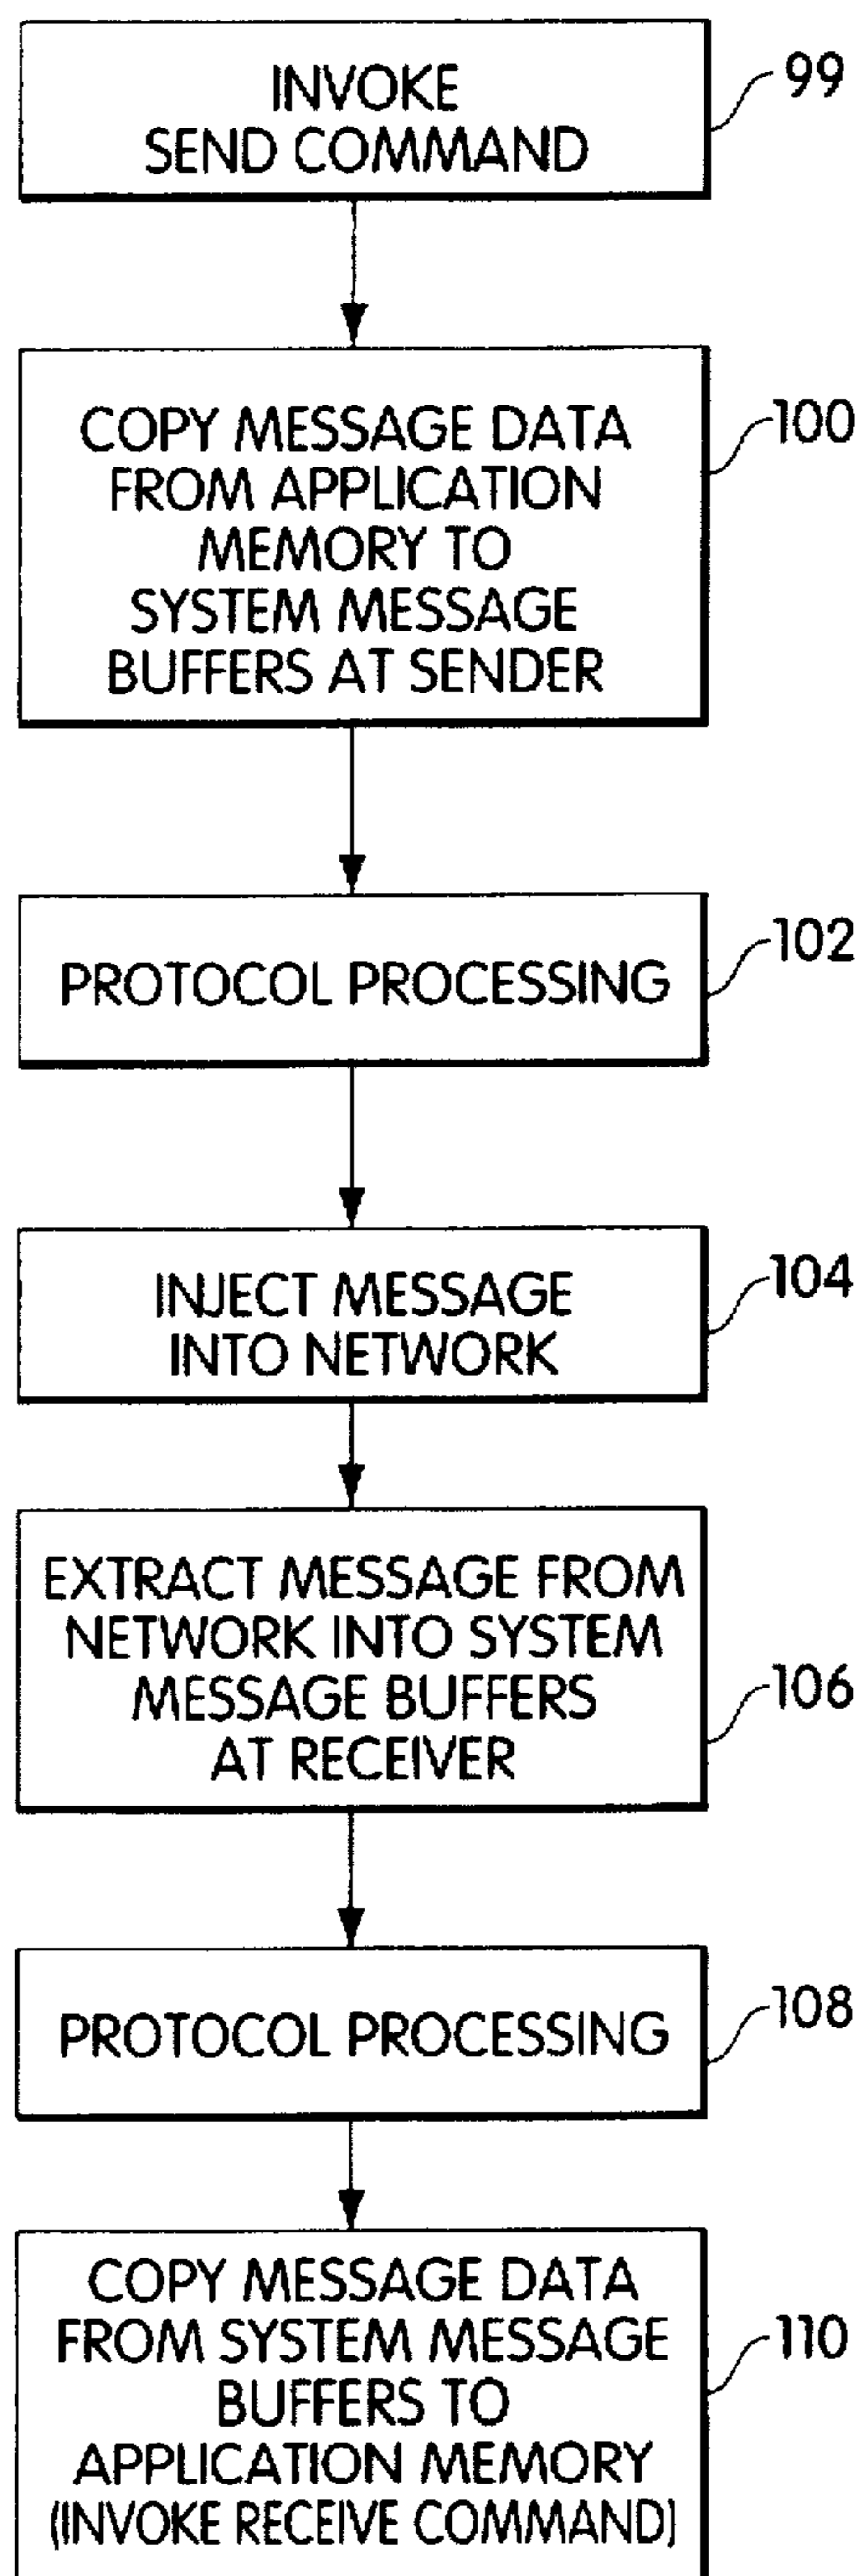 INVOKE
SEND COMMAND
99
COPY MESSAGE DATA
FROM APPLICATION
MEMORY TO
SYSTEM MESSAGE
BUFFERS AT SENDER
100
PROTOCOL PROCESSING
102
INJECT MESSAGE
INTO NETWORK
104
EXTRACT MESSAGE FROM
NETWORK INTO SYSTEM
MESSAGE BUFFERS
AT RECEIVER
106
PROTOCOL PROCESSING
108
COPY MESSAGE DATA
FROM SYSTEM MESSAGE
BUFFERS TO
APPLICATION MEMORY
(INVOKE RECEIVE COMMAND)
110